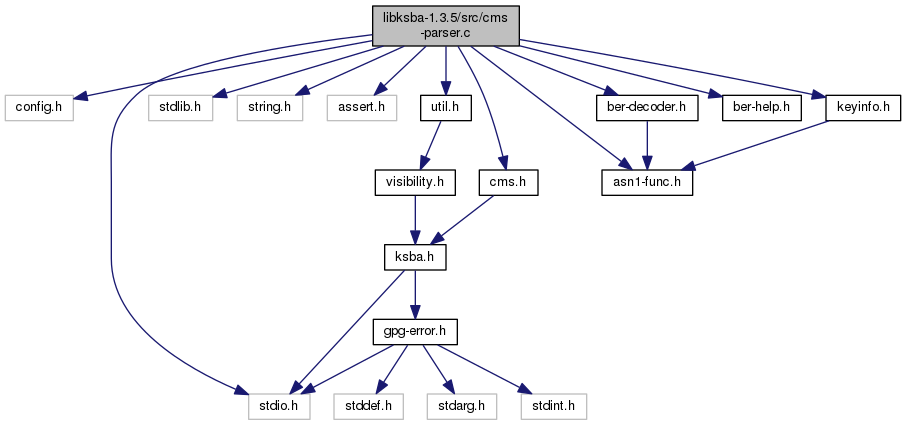 libksba-1.3.5/src/cms
-parser.c
config.h
stdlib.h
string.h
assert.h
util.h
ber-decoder.h
ber-help.h
keyinfo.h
visibility.h
cms.h
asn1-func.h
ksba.h
gpg-error.h
stdio.h
stddef.h
stdarg.h
stdint.h